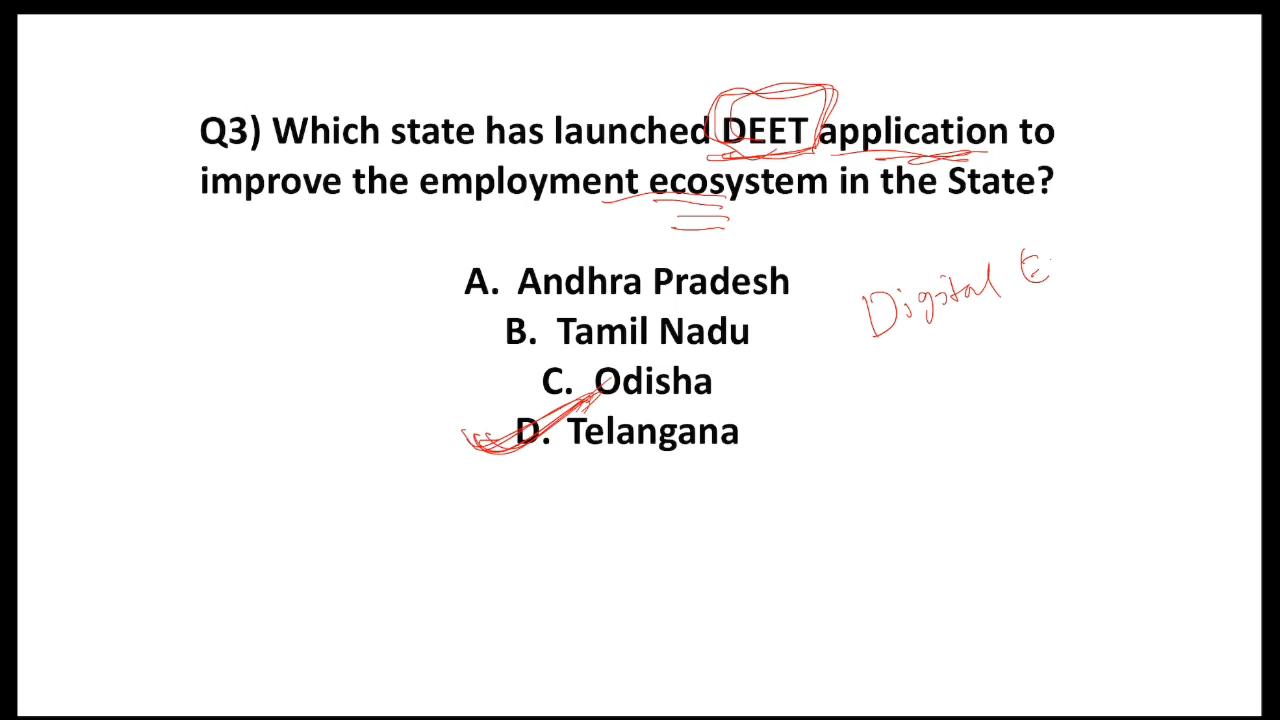 Q3) Which state has launched DEET application to
improve the employment ecosystem in the State?
A. Andhra Pradesh
B. Tamil Nadu
C. Odisha
D. Telangana
Digital E